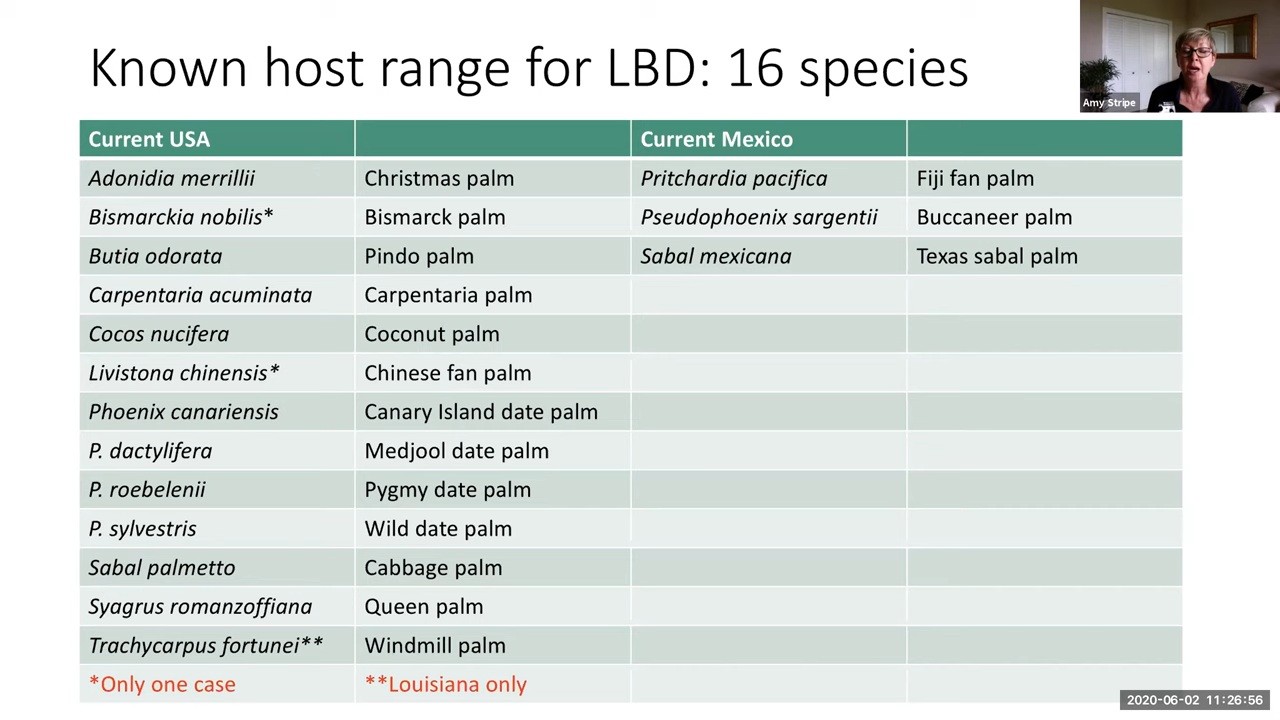 Known host range for LBD: 16 species
Amy Stripe
Current USA Current Mexico
Adonidia merrillii Christmas palm Pritchardia pacifica Fiji fan palm
Bismarckia nobilis* Bismarck palm Pseudophoenix sargentii Buccaneer palm
Butia odorata Pindo palm Sabal mexicana Texas sabal palm
Carpentaria acuminata Carpentaria palm
Cocos nucifera Coconut palm
Livistona chinensis* Chinese fan palm
Phoenix canariensis Canary Island date palm
P. dactylifera Medjool date palm
P. roebelenii Pygmy date palm
P. sylvestris Wild date palm
Sabal palmetto Cabbage palm
Syagrus romanzoffiana Queen palm
Trachycarpus fortunei** Windmill palm
*Only one case **Louisiana only
2020-06-02 11:26:56